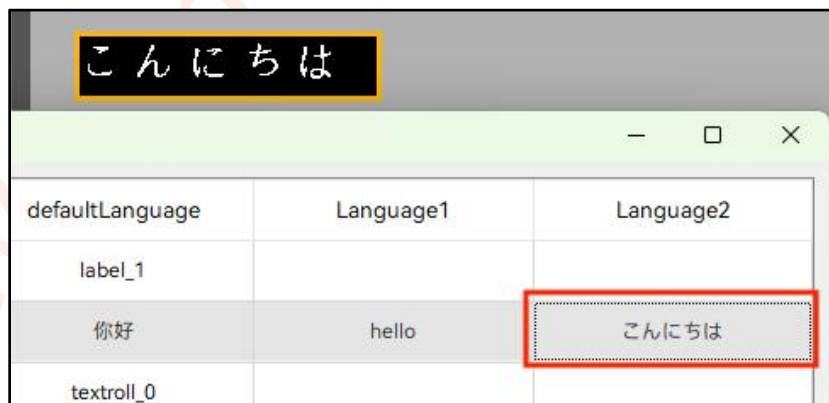 こんにちは
defaultLanguage Language1 Language2
label_1
你好 hello こんにちは
textroll_0